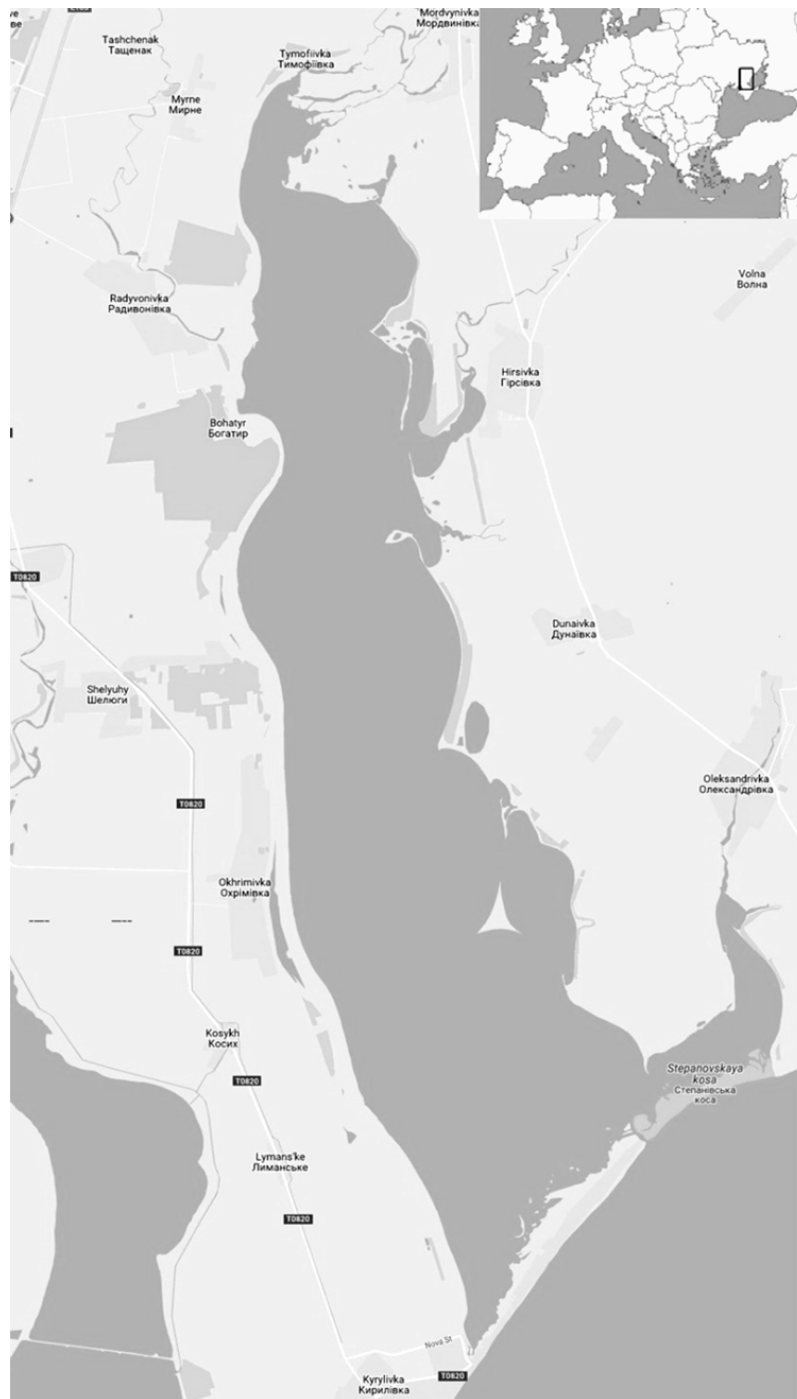 Tashchenak
Тащенак
Mordvynivka
Мордвинівка
Tymofiivka
Тимофіївка
Myrne
Мирне
Volna
Волна
Radyvonivka
Радивонівка
Hirsivka
Гірсівка
Bohatyr
Богатир
T0820
Dunaivka
Дунаївка
Shelyuhy
Шелюги
Oleksandrivka
Олександрівка
T0820
Okhrimivka
Охрімівка
T0820
Kosykh
Косих
Stepanovskaya
kosa
Степанівська
коса
T0820
Lymans'ke
Лиманське
T0820
Nova St
Kyrylivka
Кирилівка
T0820